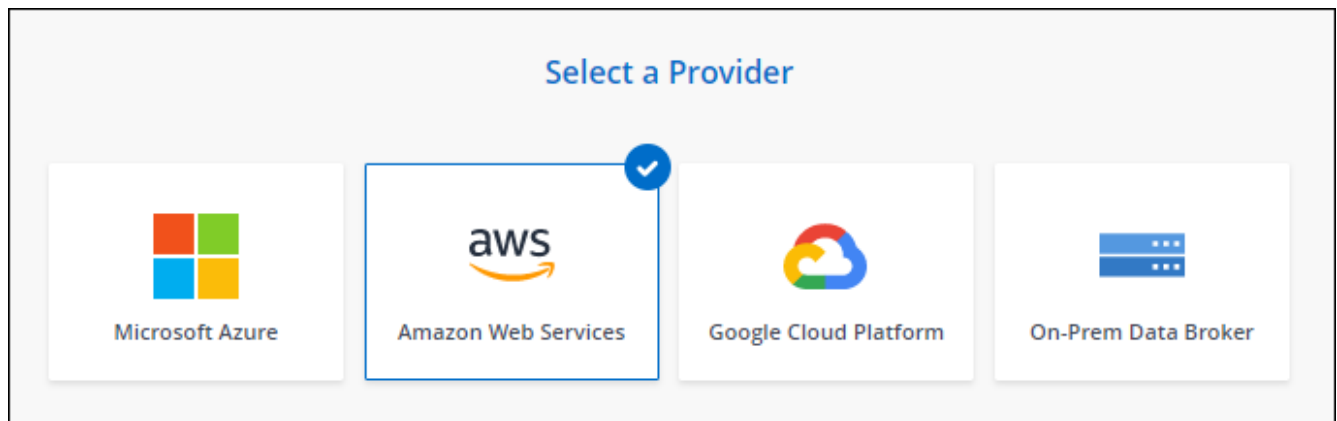 Select a Provider
aws
Microsoft Azure
Amazon Web Services
Google Cloud Platform
On-Prem Data Broker